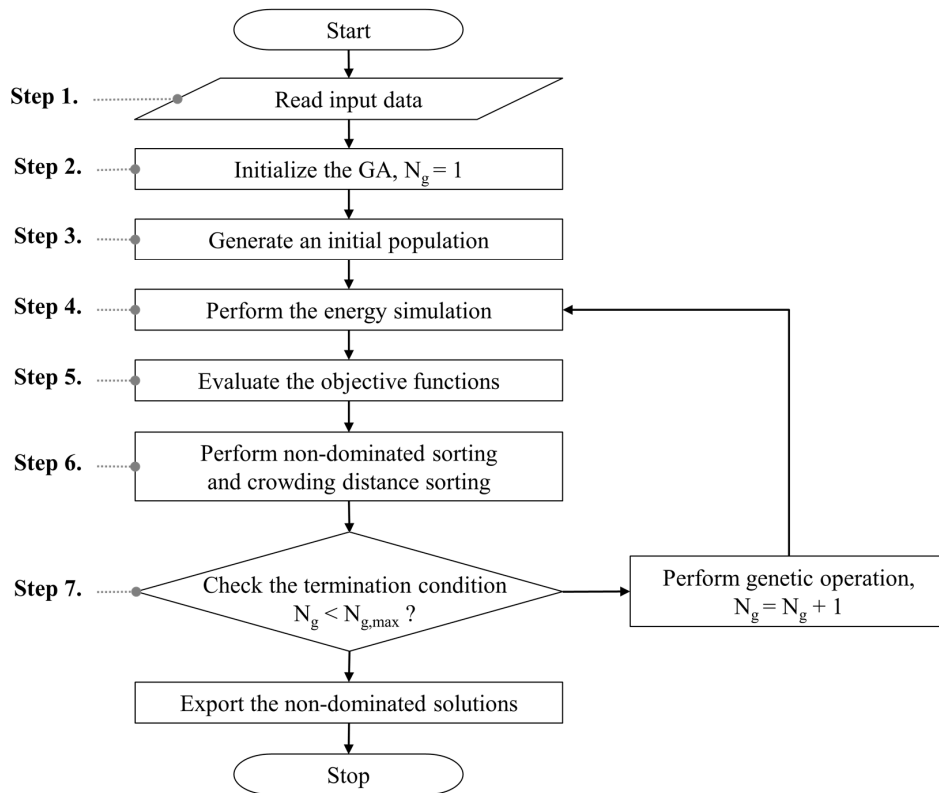 Start
Step 1.
Read input data
Step 2.
Initialize the GA, N_g = 1
Step 3.
Generate an initial population
Step 4.
Perform the energy simulation
Step 5.
Evaluate the objective functions
Step 6.
Perform non-dominated sorting
and crowding distance sorting
Step 7.
Check the termination condition
N_g < N_g,max ?
Perform genetic operation,
N_g = N_g + 1
Export the non-dominated solutions
Stop